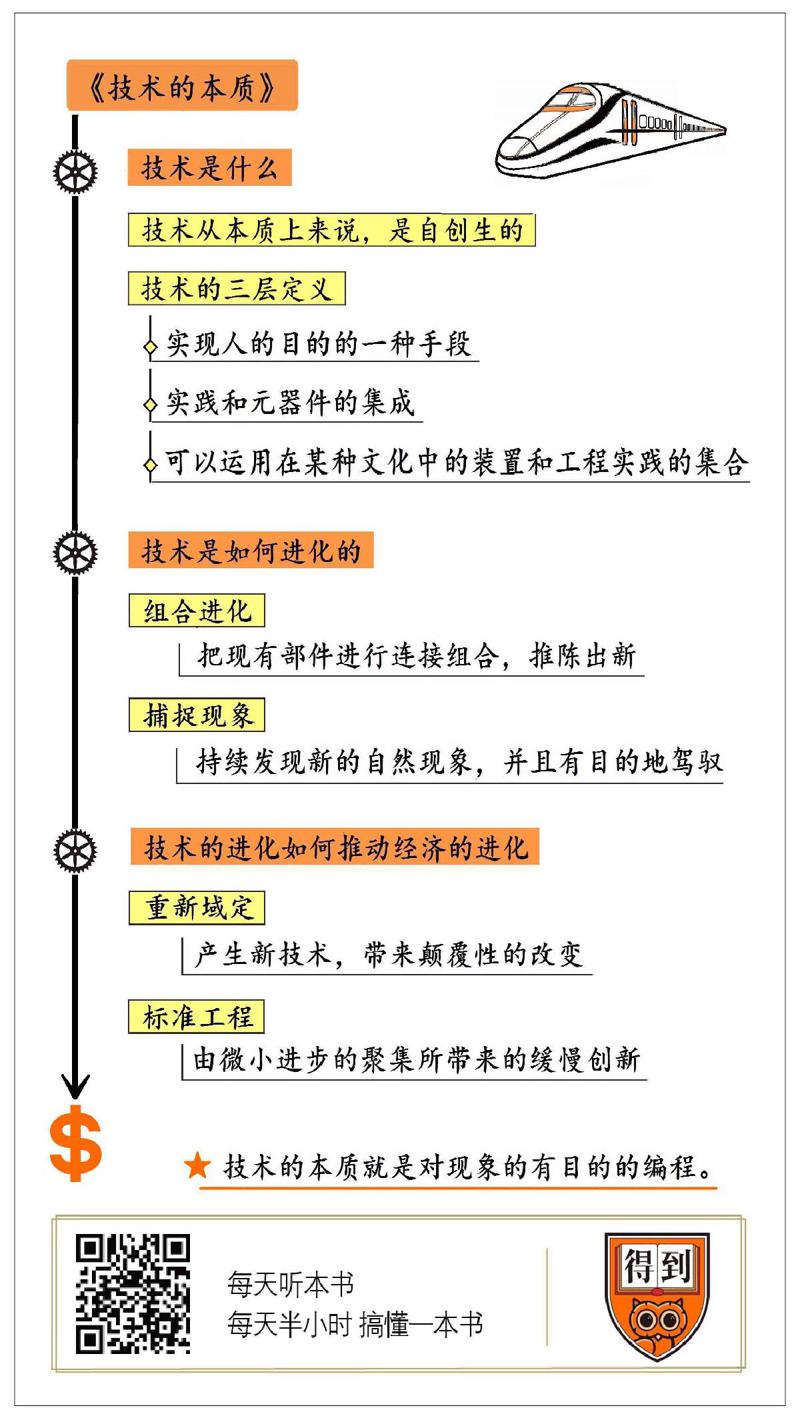 《技术的本质》
技术是什么
技术从本质上来说，是自创生的
技术的三层定义
实现人的目的的一种手段
实践和元器件的集成
可以运用在某种文化中的装置和工程实践的集合
技术是如何进化的
组合进化
把现有部件进行连接组合，推陈出新
捕捉现象
持续发现新的自然现象，并且有目的地驾驭
技术的进化如何推动经济的进化
重新域定
产生新技术，带来颠覆性的改变
标准工程
由微小进步的聚集所带来的缓慢创新
$
★ 技术的本质就是对现象的有目的的编程。
每天听本书
每天半小时 搞懂一本书
得到